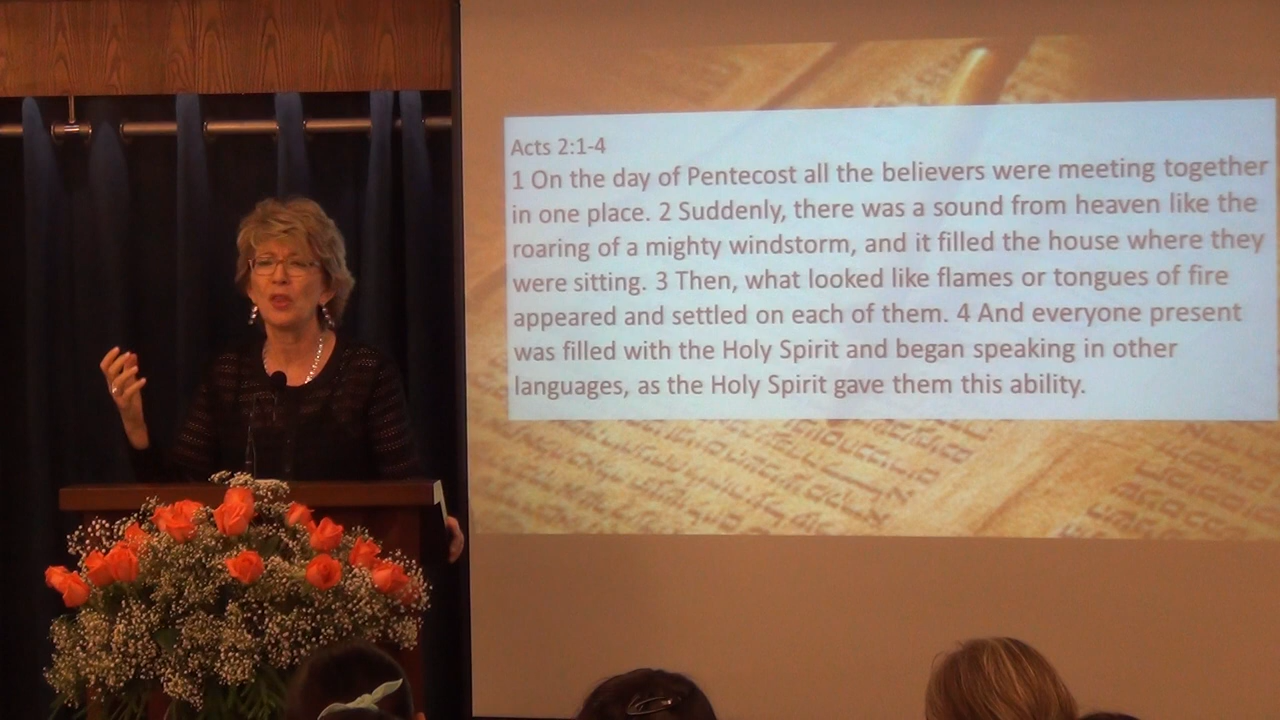 Acts 2:1-4
1 On the day of Pentecost all the believers were meeting together
in one place. 2 Suddenly, there was a sound from heaven like the
roaring of a mighty windstorm, and it filled the house where they
were sitting. 3 Then, what looked like flames or tongues of fire
appeared and settled on each of them. 4 And everyone present
was filled with the Holy Spirit and began speaking in other
languages, as the Holy Spirit gave them this ability.